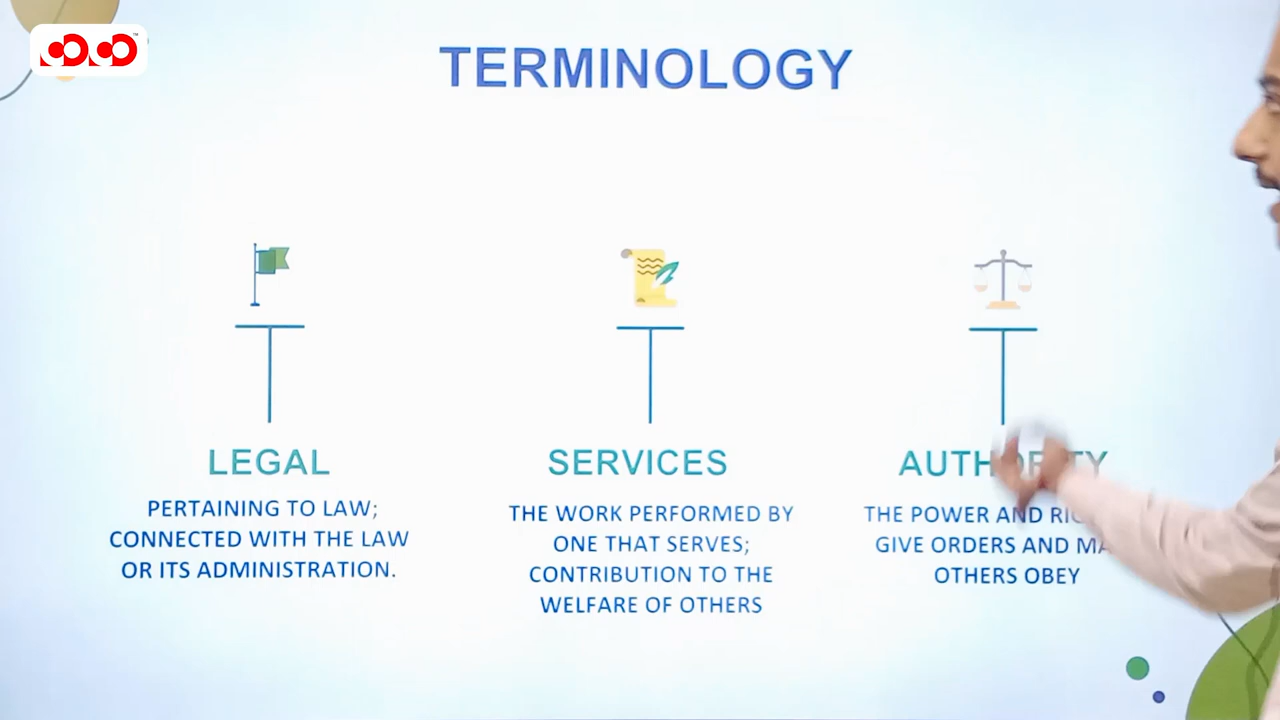 TERMINOLOGY
LEGAL
PERTAINING TO LAW;
CONNECTED WITH THE LAW
OR ITS ADMINISTRATION.
SERVICES
THE WORK PERFORMED BY
ONE THAT SERVES;
CONTRIBUTION TO THE
WELFARE OF OTHERS
AUTHORITY
THE POWER AND
GIVE ORDERS AND
OTHERS OBEY